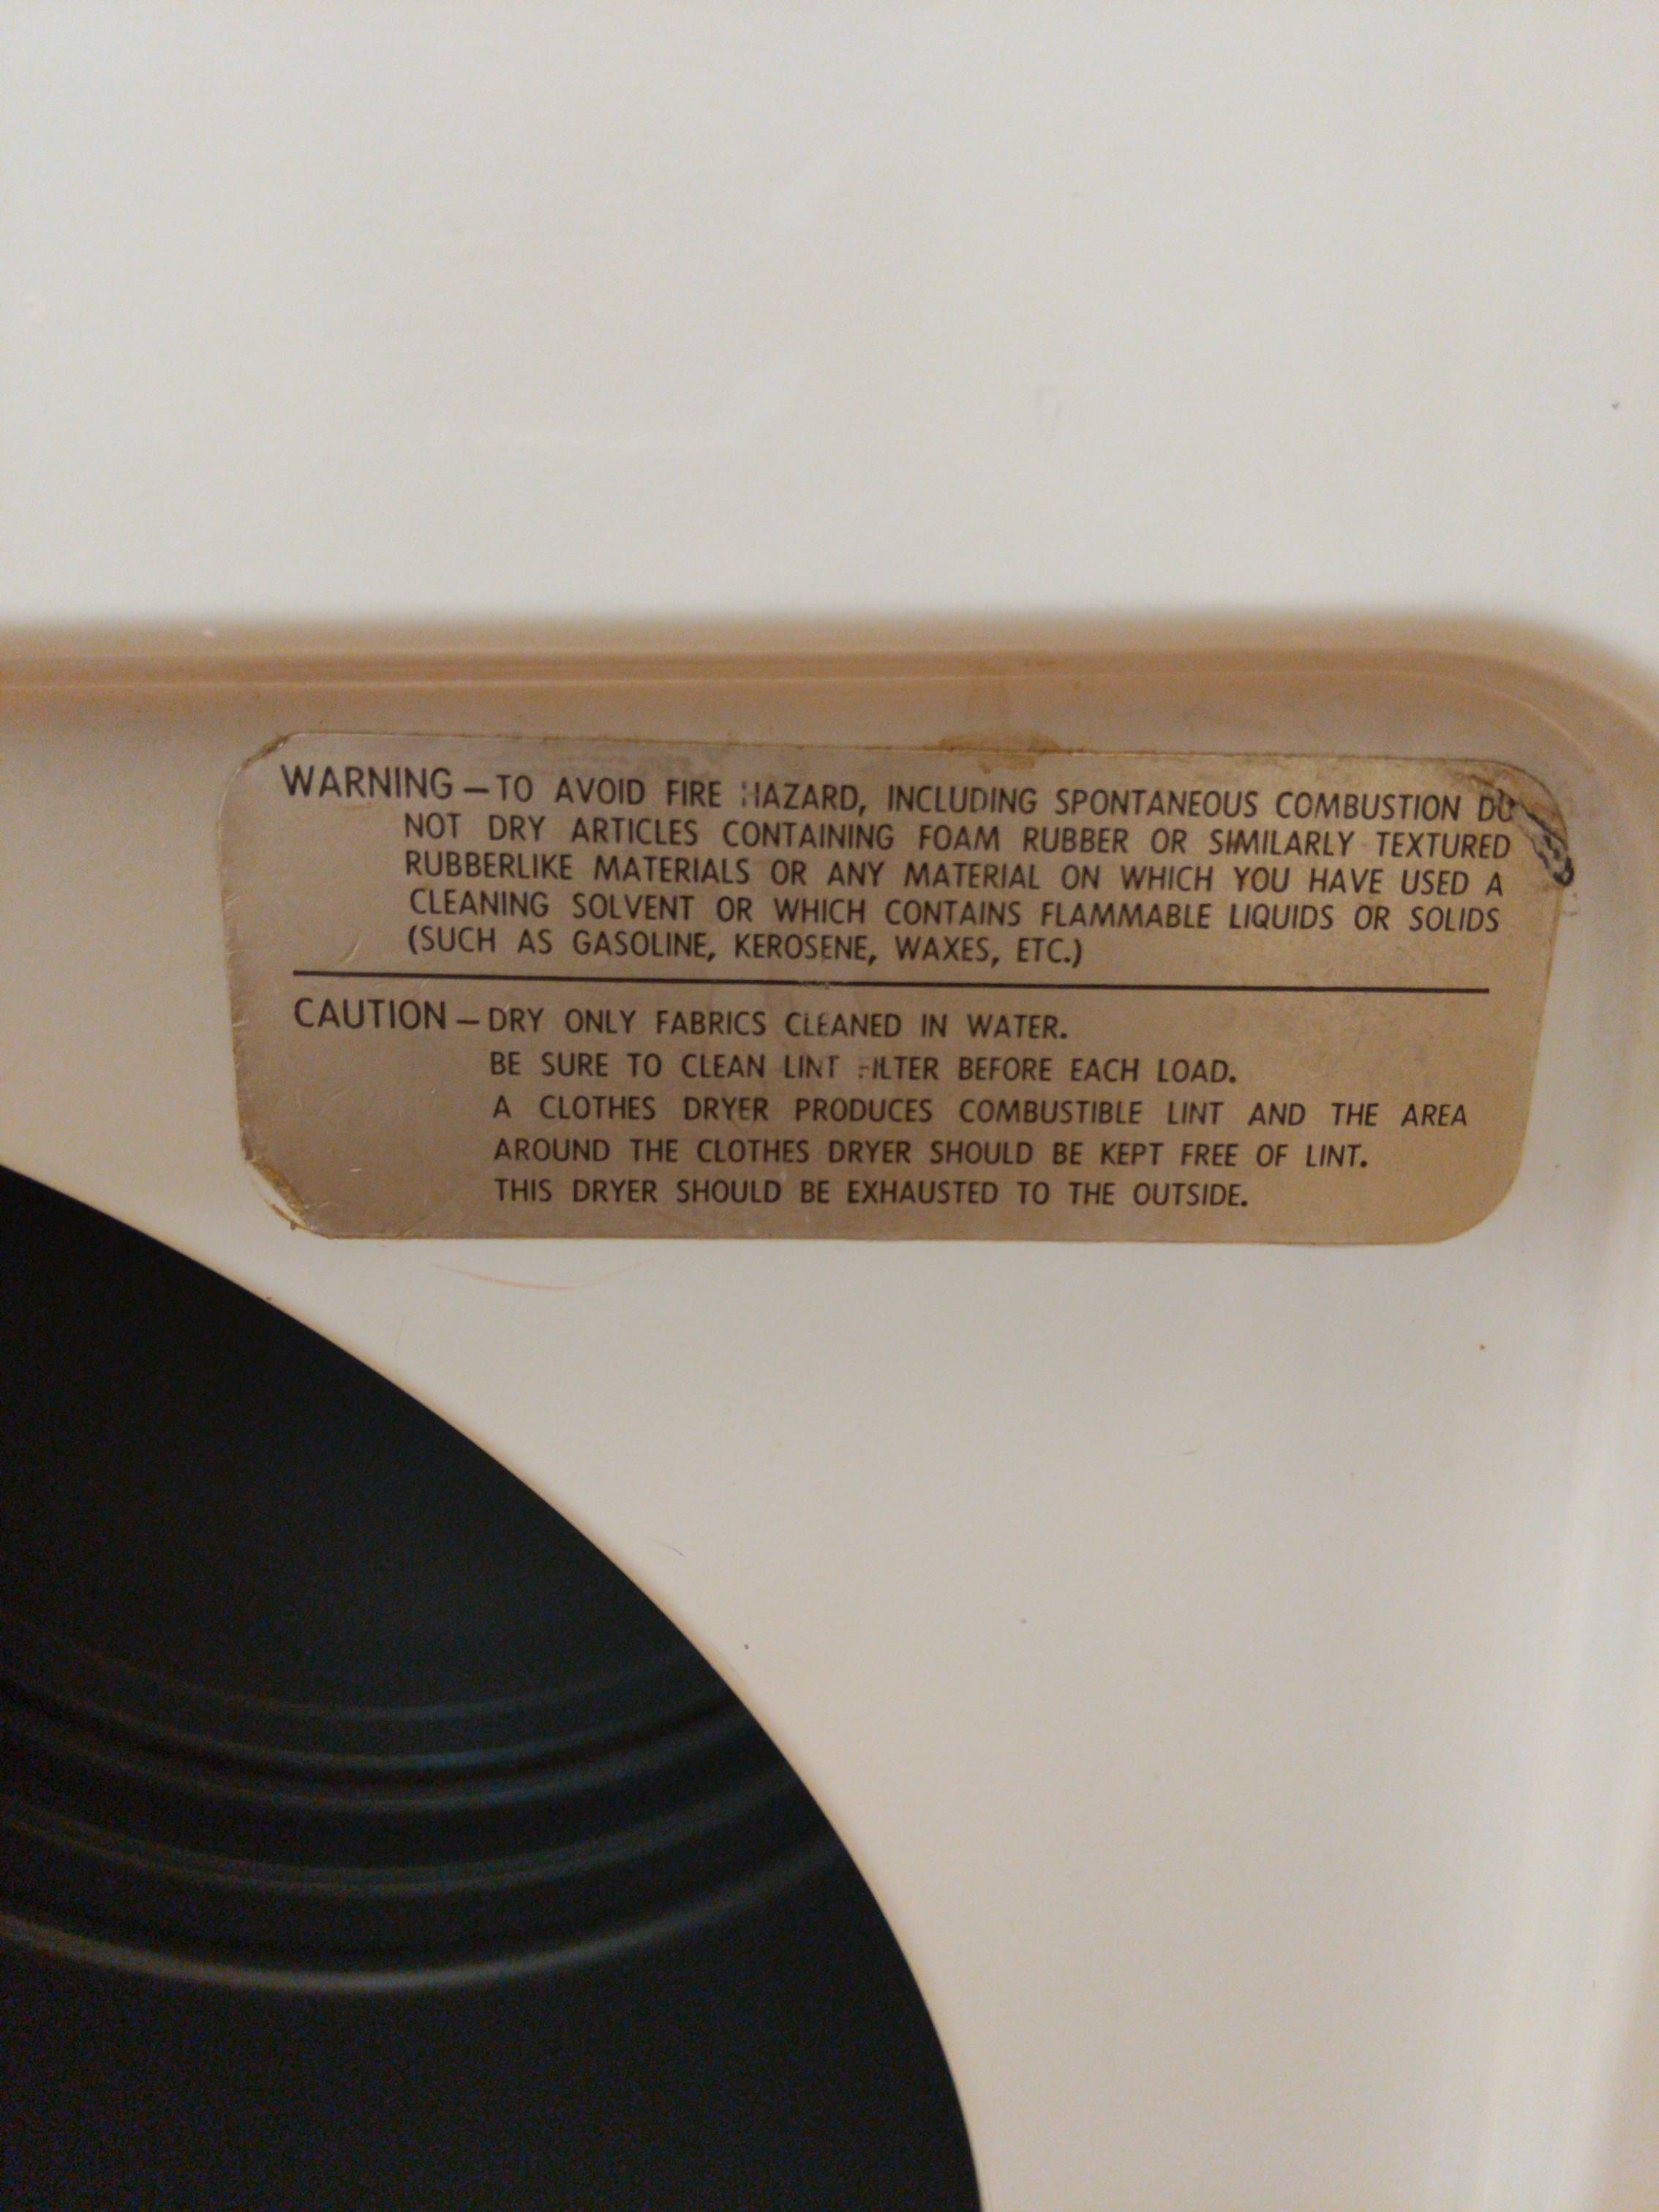 WARNING – TO AVOID FIRE HAZARD, INCLUDING SPONTANEOUS COMBUSTION DO
NOT DRY ARTICLES CONTAINING FOAM RUBBER OR SIMILARLY TEXTURED
RUBBERLIKE MATERIALS OR ANY MATERIAL ON WHICH YOU HAVE USED A
CLEANING SOLVENT OR WHICH CONTAINS FLAMMABLE LIQUIDS OR SOLIDS
(SUCH AS GASOLINE, KEROSENE, WAXES, ETC.)
CAUTION – DRY ONLY FABRICS CLEANED IN WATER.
BE SURE TO CLEAN LINT FILTER BEFORE EACH LOAD.
A CLOTHES DRYER PRODUCES COMBUSTIBLE LINT AND THE AREA
AROUND THE CLOTHES DRYER SHOULD BE KEPT FREE OF LINT.
THIS DRYER SHOULD BE EXHAUSTED TO THE OUTSIDE.